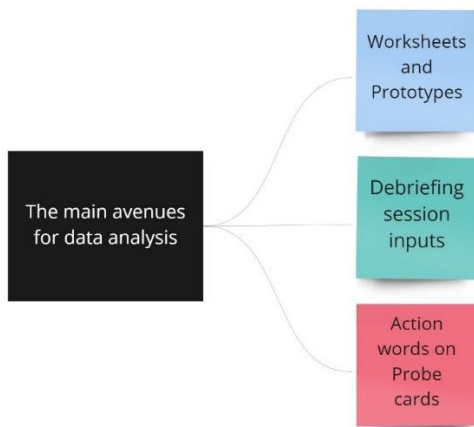 The main avenues
for data analysis
Worksheets
and
Prototypes
Debriefing
session
inputs
Action
words on
Probe
cards